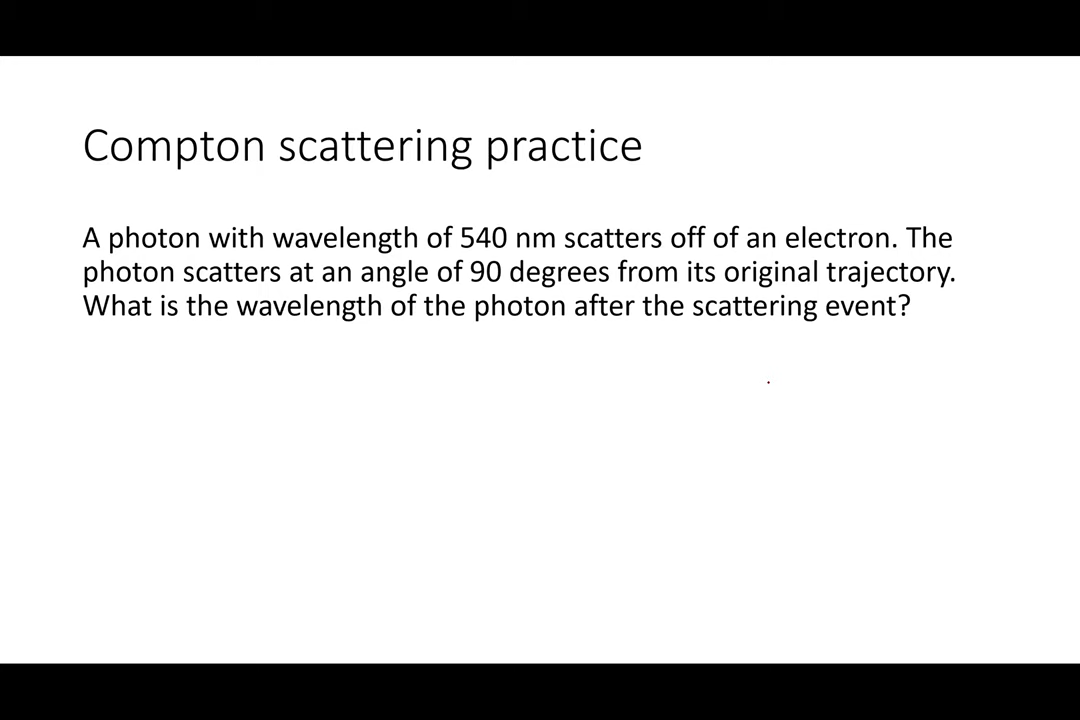 Compton scattering practice
A photon with wavelength of 540 nm scatters off of an electron. The
photon scatters at an angle of 90 degrees from its original trajectory.
What is the wavelength of the photon after the scattering event?